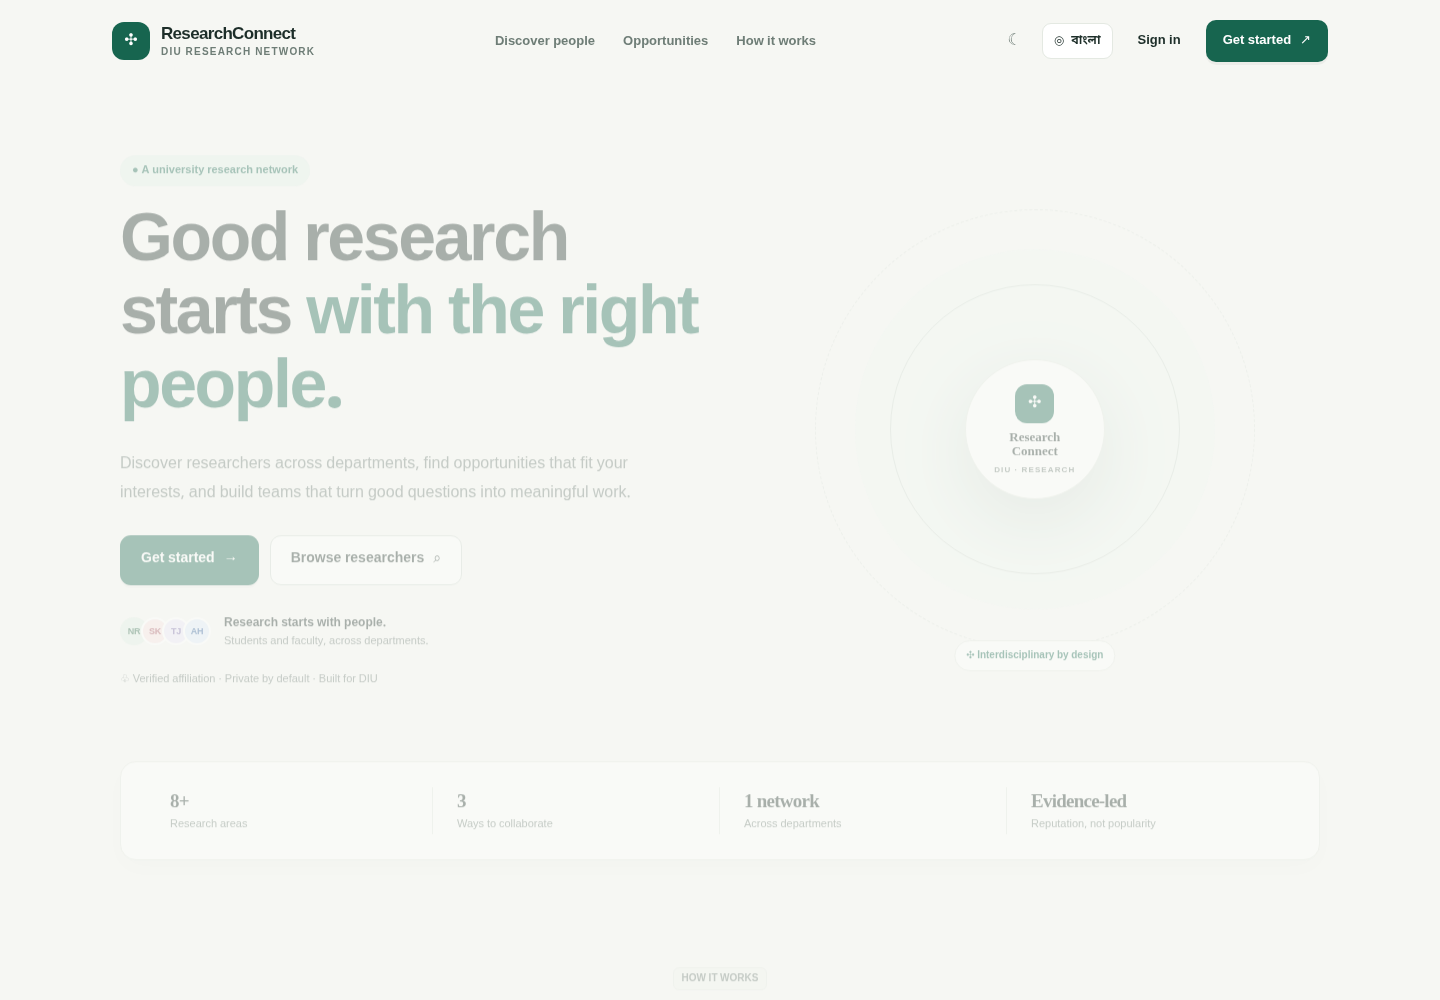 ResearchConnect
DIU RESEARCH NETWORK
Discover people
Opportunities
How it works
বাংলা
Sign in
Get started ↗
• A university research network
Good research
starts with the right
people.
Discover researchers across departments, find opportunities that fit your
interests, and build teams that turn good questions into meaningful work.
Get started →
Browse researchers
NR SK TJ AH
Research starts with people.
Students and faculty, across departments.
Verified affiliation · Private by default · Built for DIU
Research
Connect
DIU · RESEARCH
✣ Interdisciplinary by design
8+
Research areas
3
Ways to collaborate
1 network
Across departments
Evidence-led
Reputation, not popularity
HOW IT WORKS